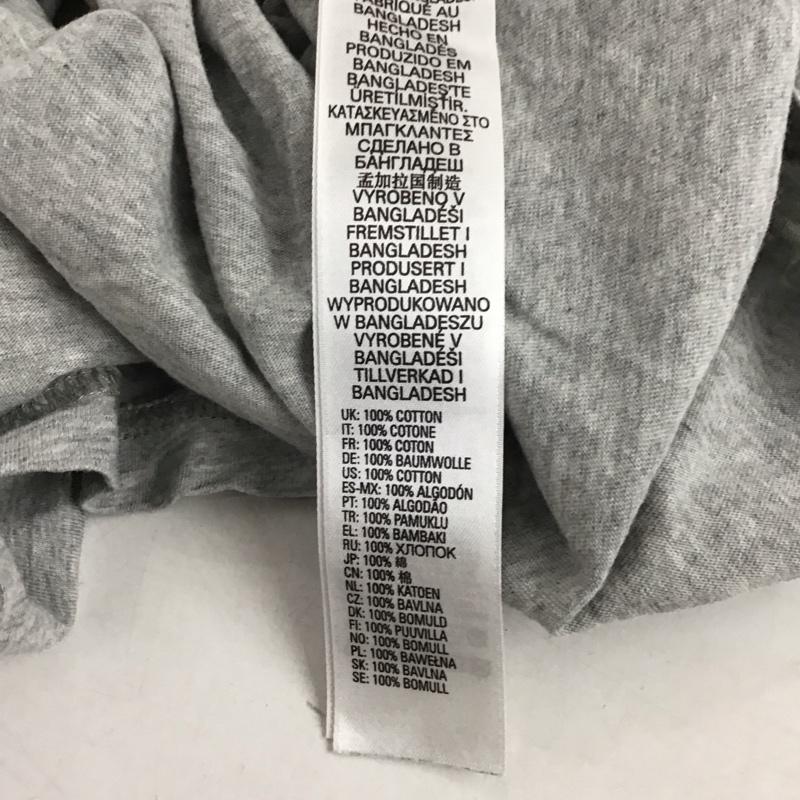 FABRIQUÉ AU
BANGLADESH
HECHO EN
BANGLADÉS
PRODUZIDO EM
BANGLADESH
BANGLADEŞ'TE
ÜRETİLMİŞTİR.
ΚΑΤΑΣΚΕΥΑΣΜΕΝΟ ΣΤΟ
ΜΠΑΓΚΛΑΝΤΕΣ
СДЕЛАНО В
БАНГЛАДЕШ
孟加拉国制造
VYROBENO V
BANGLADÉŠI
FREMSTILLET I
BANGLADESH
PRODUSERT I
BANGLADESH
WYPRODUKOWANO
W BANGLADESZU
VYROBENÉ V
BANGLADÉŠI
TILLVERKAD I
BANGLADESH
UK: 100% COTTON
IT: 100% COTONE
FR: 100% COTON
DE: 100% BAUMWOLLE
US: 100% COTTON
ES-MX: 100% ALGODÓN
PT: 100% ALGODÃO
TR: 100% PAMUKLU
EL: 100% ΒΑΜΒΑΚΙ
RU: 100% ХЛОПОК
JP: 100% 綿
CN: 100% 棉
NL: 100% KATOEN
CZ: 100% BAVLNA
DK: 100% BOMULD
FI: 100% PUUVILLA
NO: 100% BOMULL
PL: 100% BAWEŁNA
SK: 100% BAVLNA
SE: 100% BOMULL